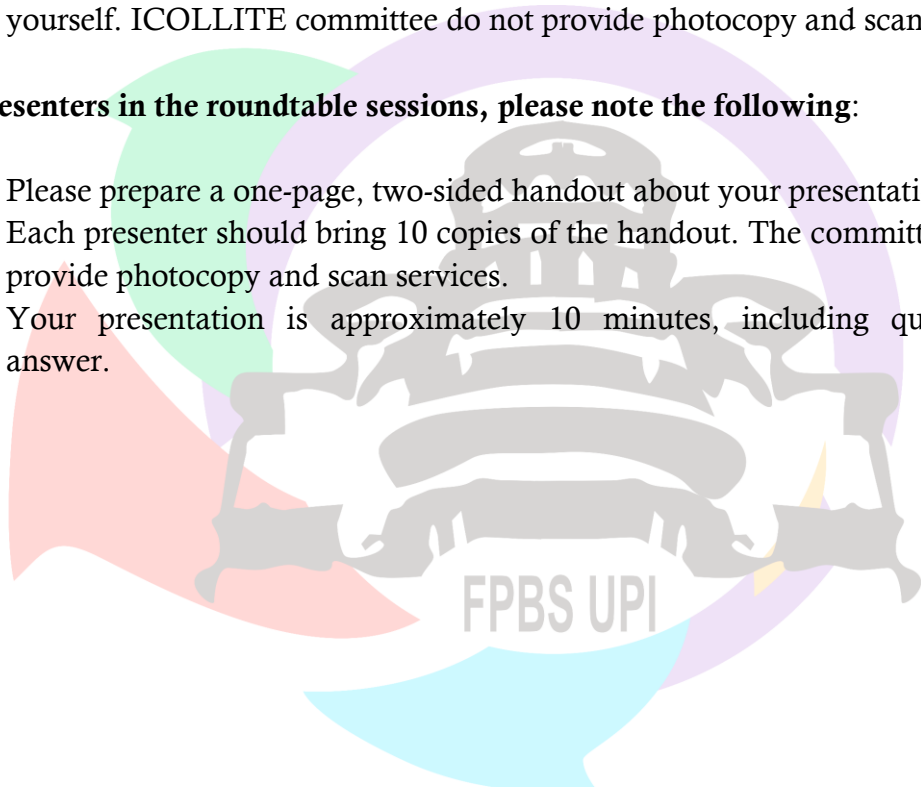 yourself. ICOLLITE committee do not provide photocopy and scan
esenters in the roundtable sessions, please note the following:
Please prepare a one-page, two-sided handout about your presentati
Each presenter should bring 10 copies of the handout. The committ
provide photocopy and scan services.
Your presentation is approximately 10 minutes, including qu
answer.
FPBS UPI